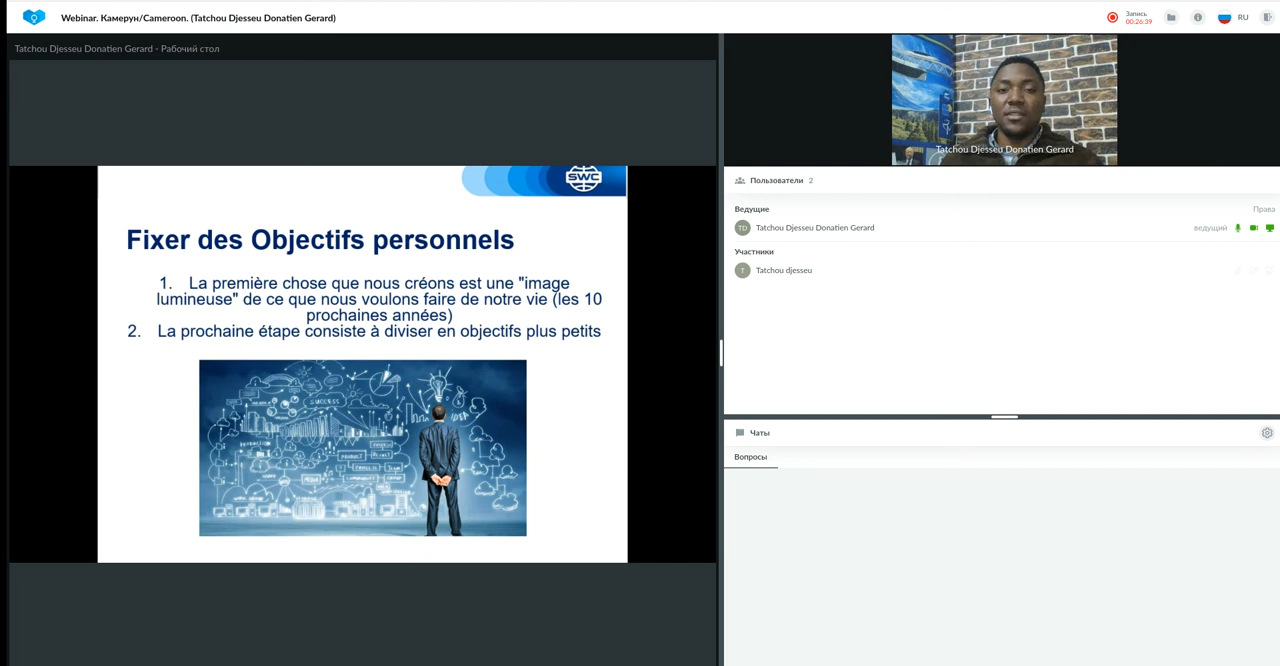 Webinar. Камерун/Cameroon. (Tatchou Djesseu Donatien Gerard)
Запись
00:26:39
RU
Tatchou Djesseu Donatien Gerard - Рабочий стол
SWC
Fixer des Objectifs personnels
1. La première chose que nous créons est une "image
lumineuse" de ce que nous voulons faire de notre vie (les 10
prochaines années)
2. La prochaine étape consiste à diviser en objectifs plus petits
SUCCESS
PRODUCT
TEAM
MEDIA
Tatchou Djesseu Donatien Gerard
Пользователи 2
Ведущие
Права
TD
Tatchou Djesseu Donatien Gerard
ведущий
Участники
T
Tatchou djesseu
Чаты
Вопросы